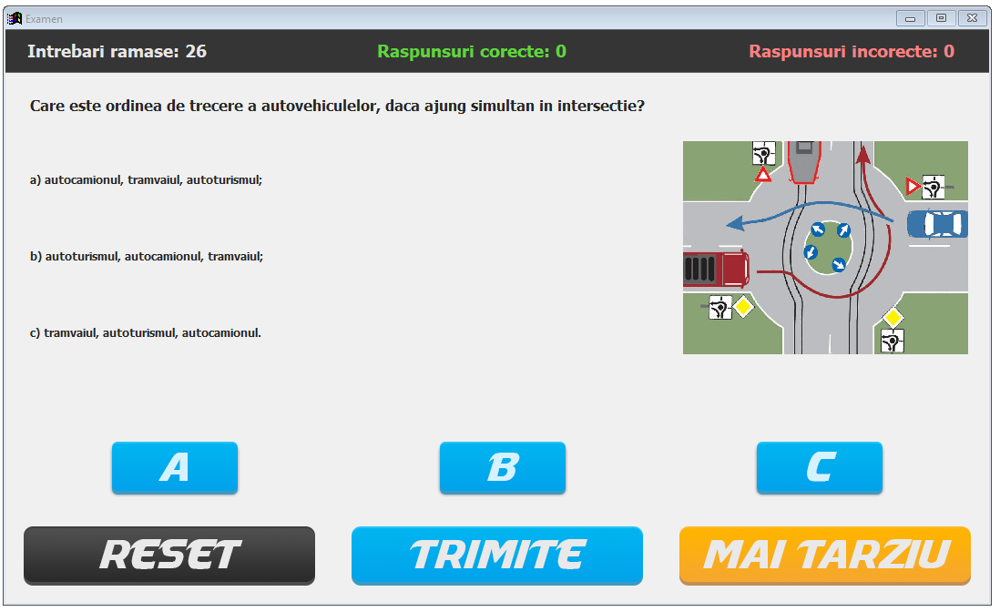 Examen
Intrebari ramase: 26
Raspunsuri corecte: 0
Raspunsuri incorecte: 0
Care este ordinea de trecere a autovehiculelor, daca ajung simultan in intersectie?
a) autocamionul, tramvaiul, autoturismul;
b) autoturismul, autocamionul, tramvaiul;
c) tramvaiul, autoturismul, autocamionul.
A
B
C
RESET
TRIMITE
MAI TARZIU